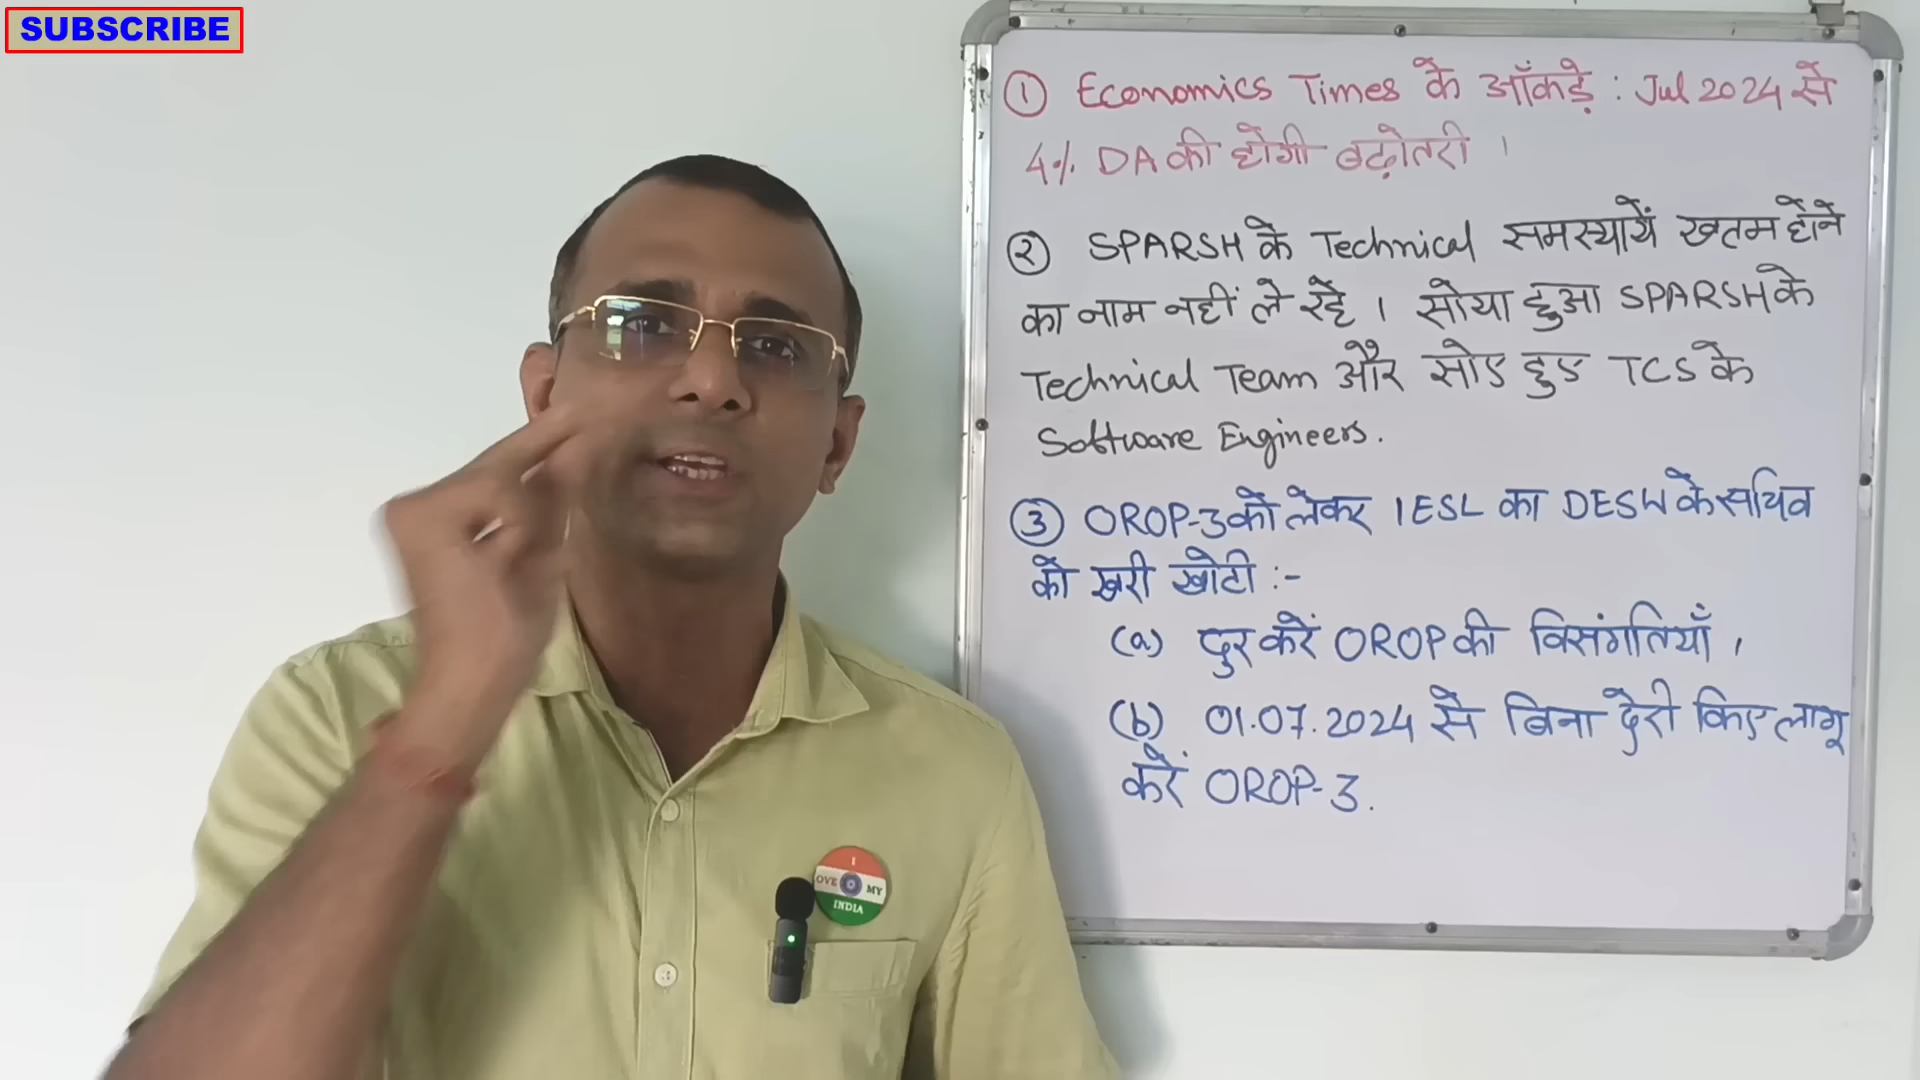 SUBSCRIBE
① Economics Times के आँकड़े : Jul 2024 से
4% DA की होगी बढ़ोतरी ।
② SPARSH के Technical समस्यायें खतम होने
का नाम नहीं ले रहे । सोया हुआ SPARSH के
Technical Team और सोए हुए TCS के
Software Engineers.
③ OROP-3 को लेकर IESL का DESW के सचिव
को खरी खोटी :-
(a) दुर करें OROP की विसंगतियाँ ।
(b) 01.07.2024 से बिना देरी किए लागू
करें OROP-3.
I
OVE MY
INDIA